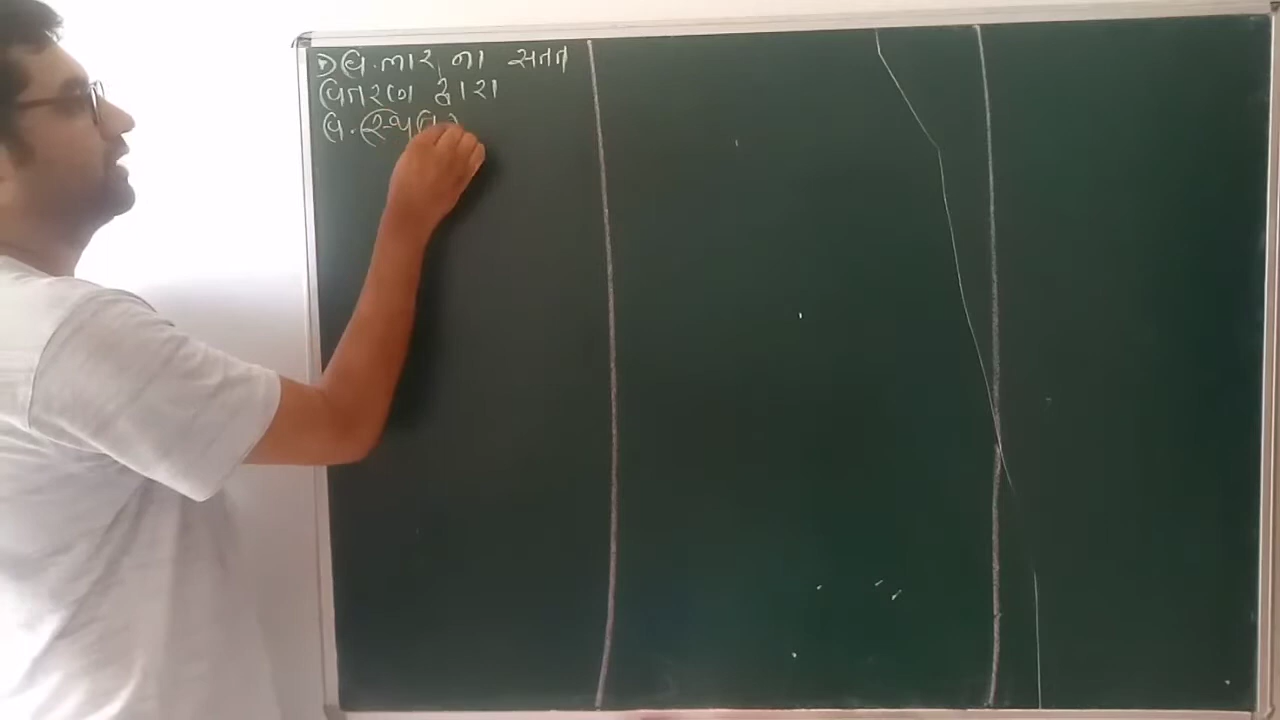 → વિ.ભાર ના સતત
વિતરણ દ્વારા
વિ.સ્થિતિ